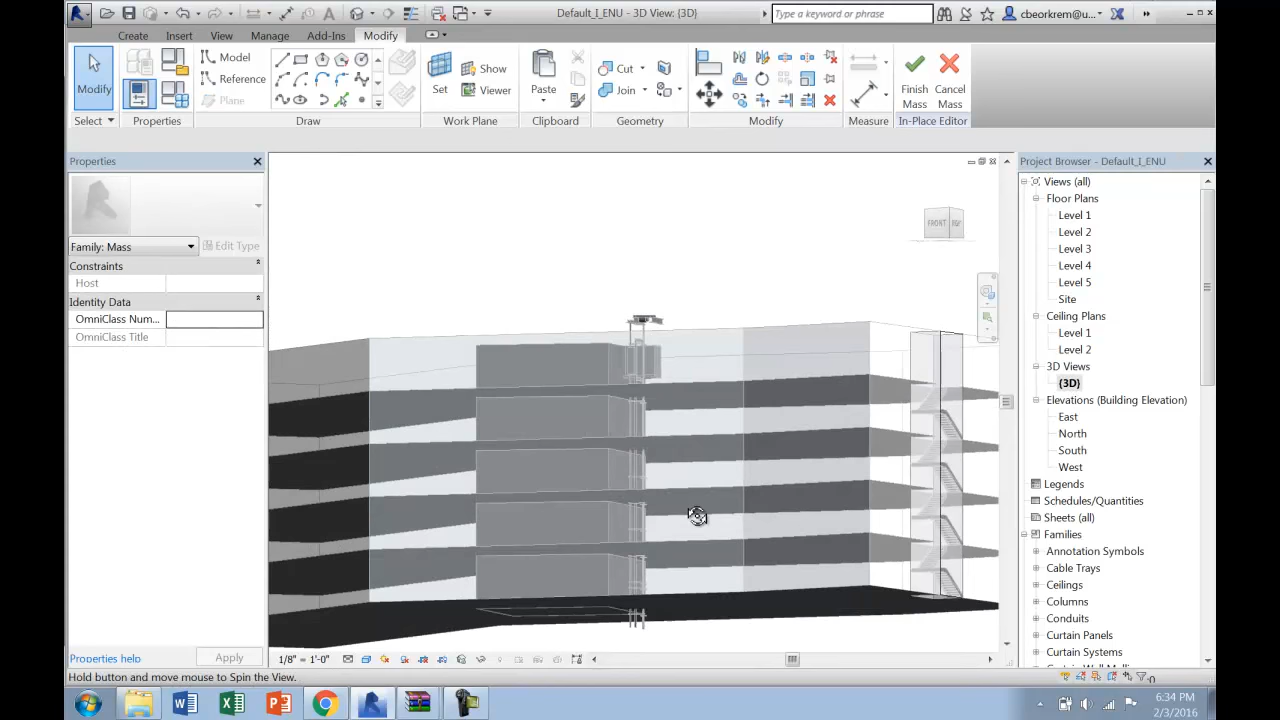 Default_I_ENU - 3D View: {3D}
Type a keyword or phrase
cbeorkrem@u...
Create
Insert
View
Manage
Add-Ins
Modify
Modify
Select
Properties
Model
Reference
Plane
Draw
Set
Show
Viewer
Work Plane
Paste
Clipboard
Cut
Join
Geometry
Modify
Measure
Finish
Mass
Cancel
Mass
In-Place Editor
Properties
Family: Mass
Edit Type
Constraints
Host
Identity Data
OmniClass Num...
OmniClass Title
Properties help
Apply
FRONT
1/8" = 1'-0"
Project Browser - Default_I_ENU
Views (all)
Floor Plans
Level 1
Level 2
Level 3
Level 4
Level 5
Site
Ceiling Plans
Level 1
Level 2
3D Views
{3D}
Elevations (Building Elevation)
East
North
South
West
Legends
Schedules/Quantities
Sheets (all)
Families
Annotation Symbols
Cable Trays
Ceilings
Columns
Conduits
Curtain Panels
Curtain Systems
Hold button and move mouse to Spin the View.
:0
6:34 PM
2/3/2016